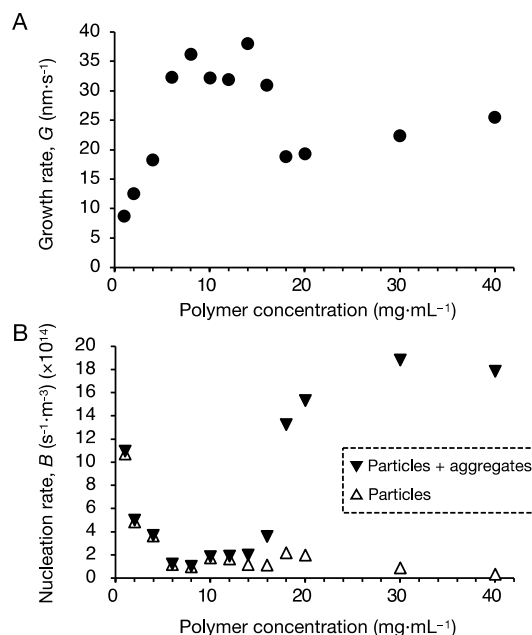 A
Growth rate, G (nm·s⁻¹)
40
35
30
25
20
15
10
5
0
0 10 20 30 40
Polymer concentration (mg·mL⁻¹)
B
Nucleation rate, B (s⁻¹·m⁻³) (×10¹⁴)
20
18
16
14
12
10
8
6
4
2
0
▼ Particles + aggregates
△ Particles
0 10 20 30 40
Polymer concentration (mg·mL⁻¹)